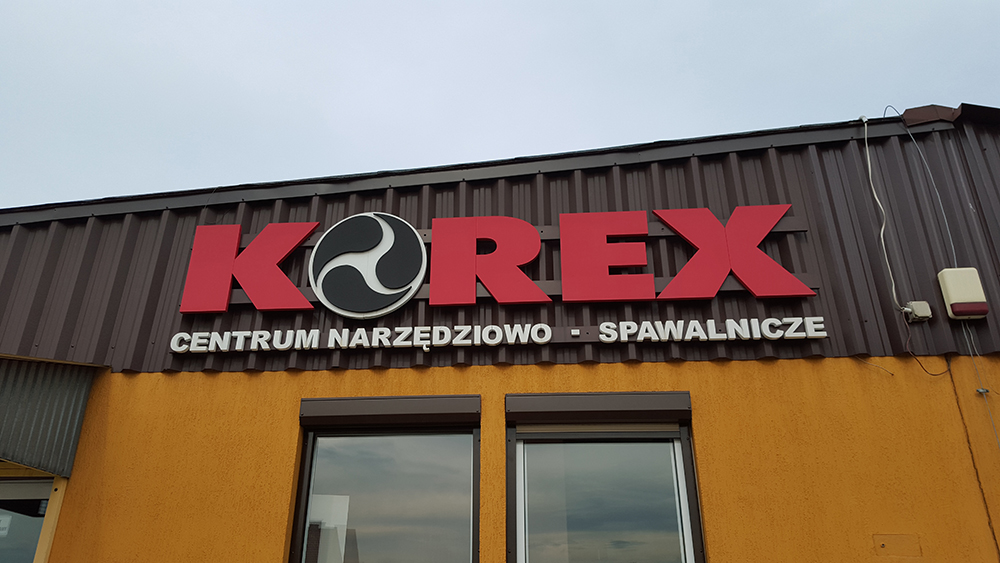 KOREX
CENTRUM NARZĘDZIOWO - SPAWALNICZE